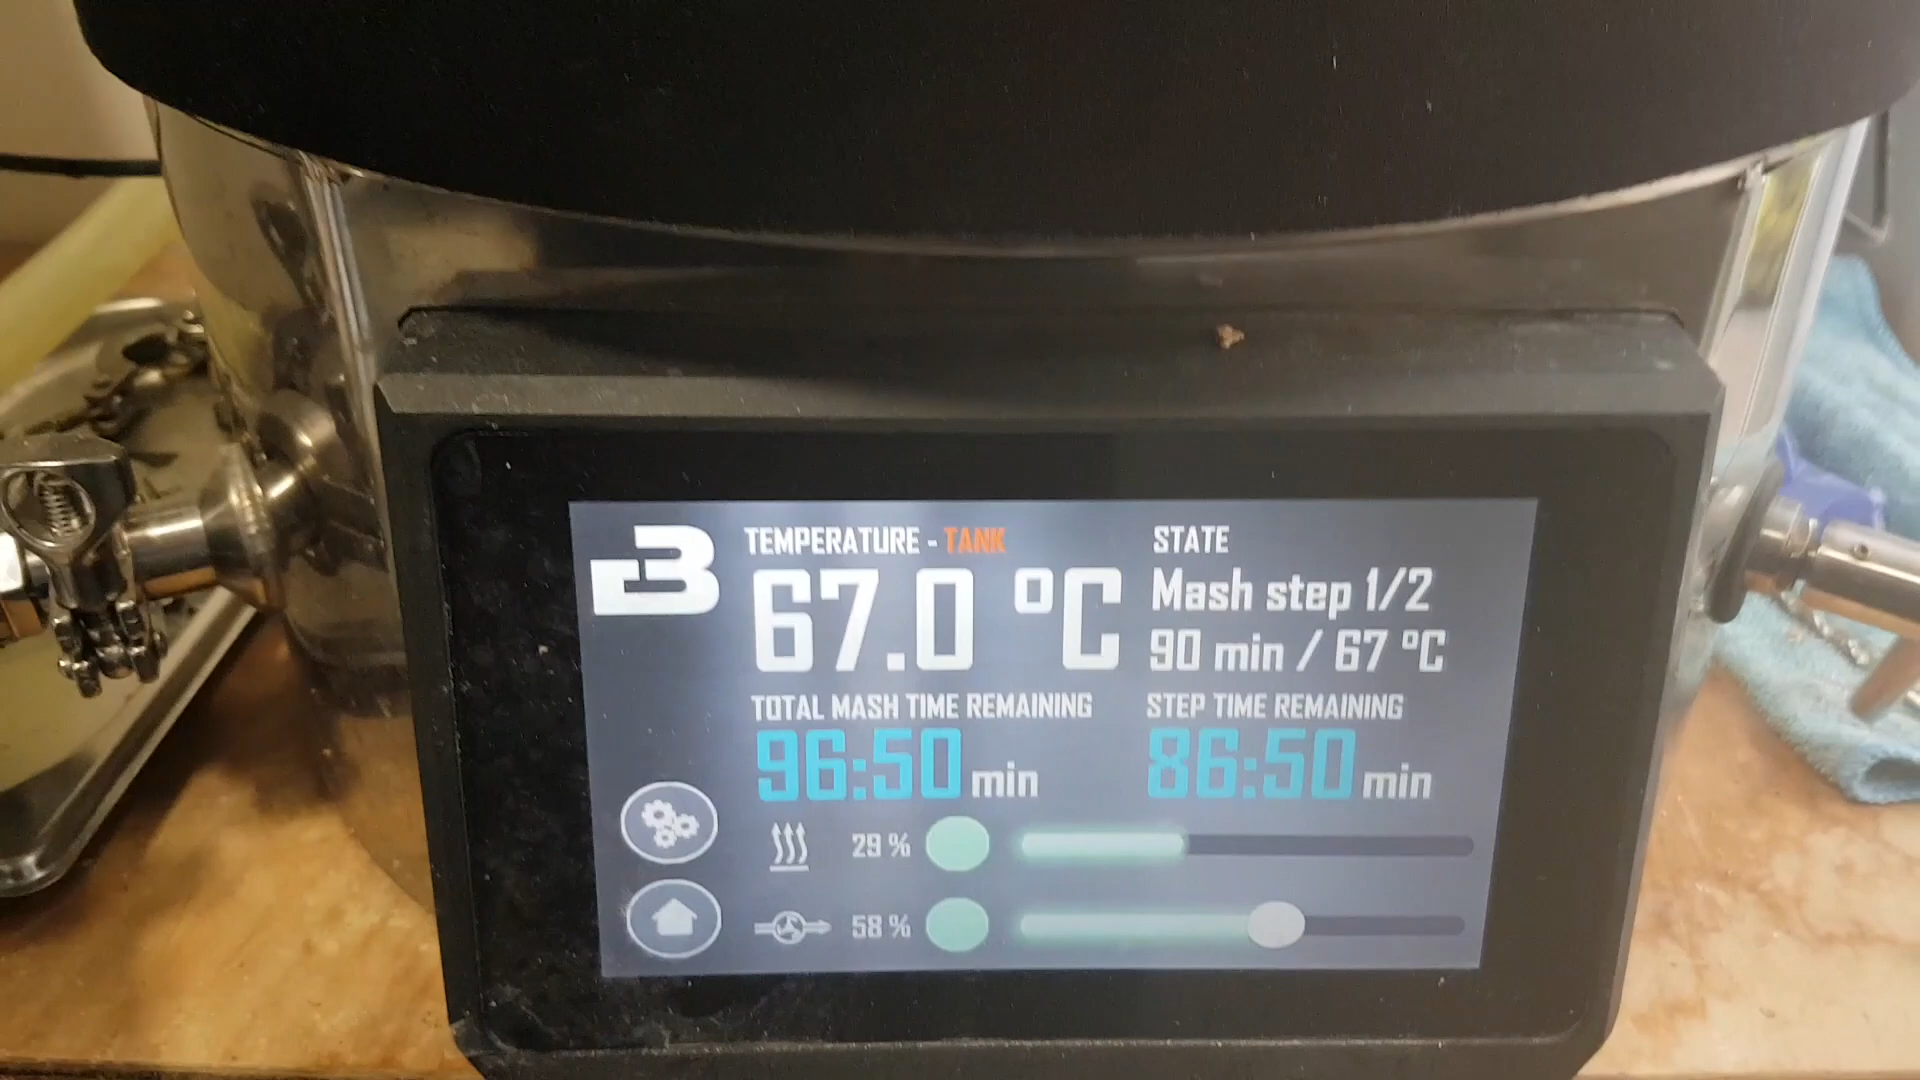 B
TEMPERATURE - TANK
67.0 °C
STATE
Mash step 1/2
90 min / 67 °C
TOTAL MASH TIME REMAINING
96:50 min
STEP TIME REMAINING
86:50 min
29 %
58 %